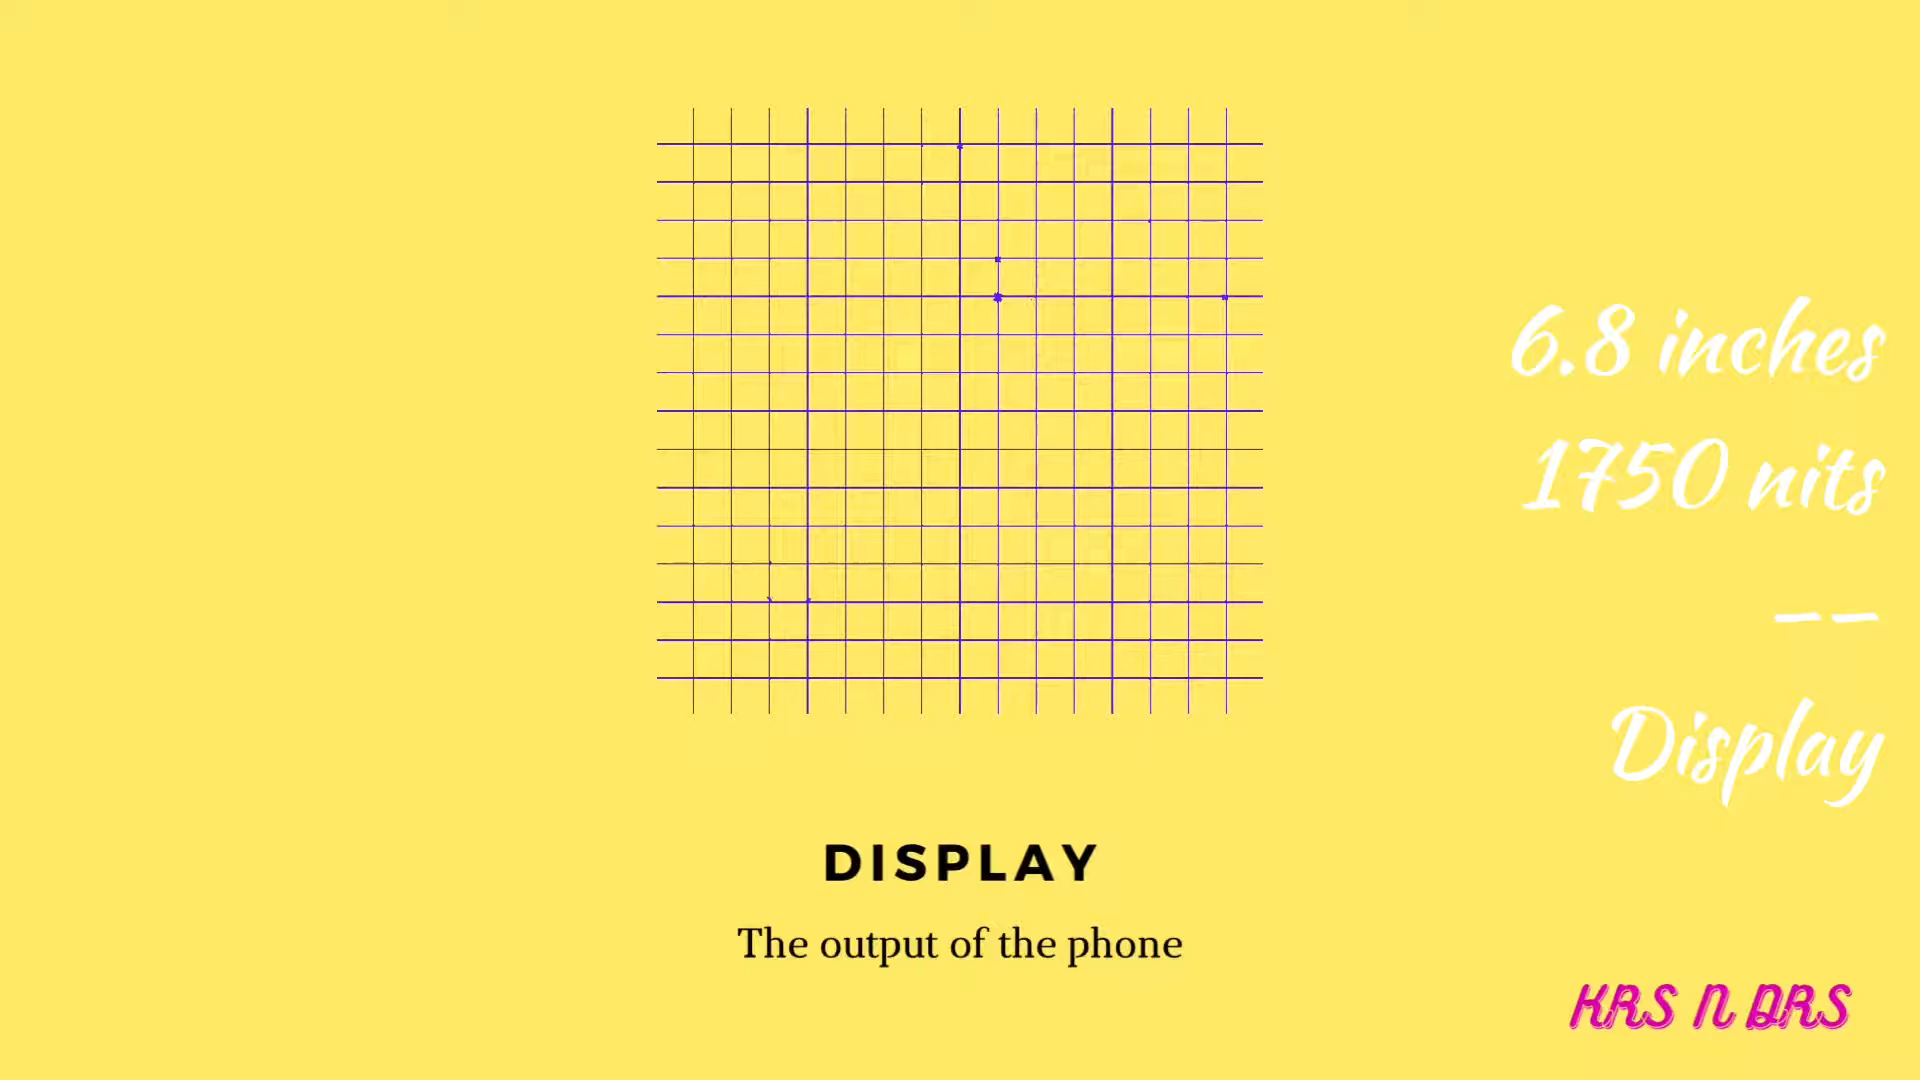 6.8 inches
1750 nits
--
Display
DISPLAY
The output of the phone
KRS N DRS